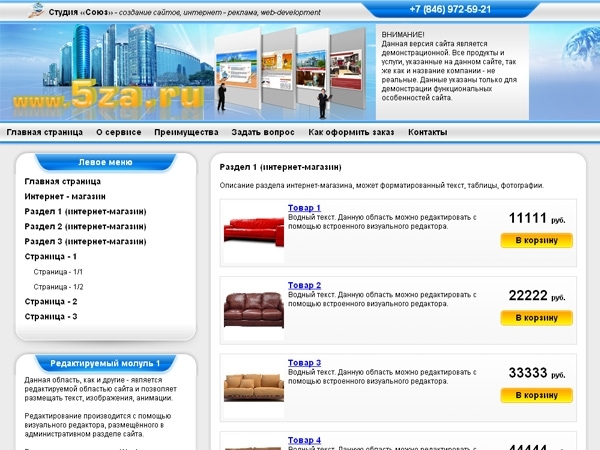 Студия «Союз» - создание сайтов, интернет - реклама, web-development
+7 (846) 972-59-21
www.5za.ru
ВНИМАНИЕ!
Данная версия сайта является
демонстрационной. Все продукты и
услуги, указанные на данном сайте, так
же как и название компании - не
реальные. Данные указаны только для
демонстрации функциональных
особенностей сайта.
Главная страница О сервисе Преимущества Задать вопрос Как оформить заказ Контакты
Левое меню
Главная страница
Интернет - магазин
Раздел 1 (интернет-магазин)
Раздел 2 (интернет-магазин)
Раздел 3 (интернет-магазин)
Страница - 1
Страница - 1/1
Страница - 1/2
Страница - 2
Страница - 3
Редактируемый молуль 1
Данная область, как и другие - является
редактируемой областью сайта и позволяет
размещать текст, изображения, анимации.
Редактирование производится с помощью
визуального редактора, размещённого в
административном разделе сайта.
Раздел 1 (интернет-магазин)
Описание раздела интернет-магазина, может форматированный текст, таблицы, фотографии.
Товар 1
Водный текст. Данную область можно редактировать с
помощью встроенного визуального редактора.
11111 руб.
В корзину
Товар 2
Водный текст. Данную область можно редактировать с
помощью встроенного визуального редактора.
22222 руб.
В корзину
Товар 3
Водный текст. Данную область можно редактировать с
помощью встроенного визуального редактора.
33333 руб.
В корзину
Товар 4
Водный текст. Данную область можно редактировать с
44444 руб.